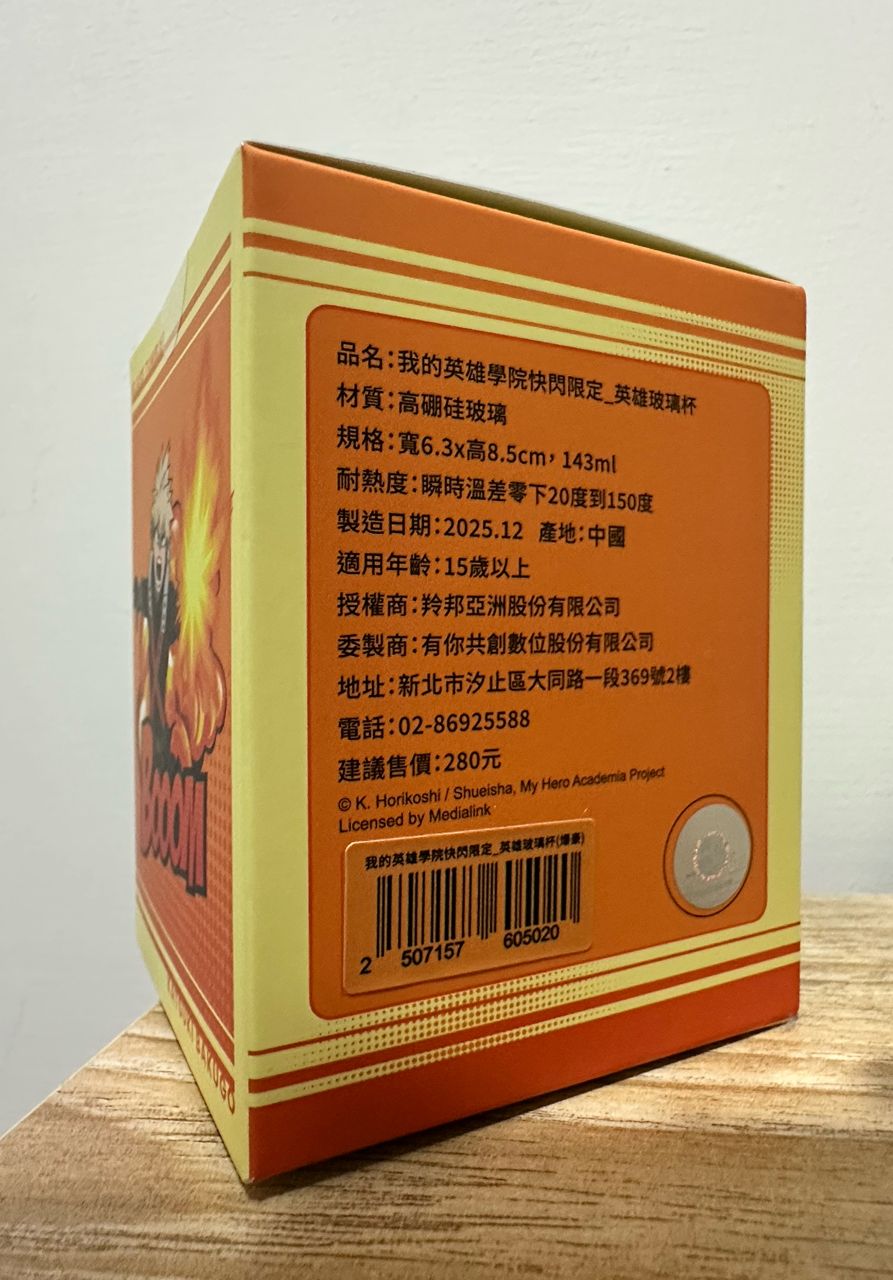 品名:我的英雄學院快閃限定_英雄玻璃杯
材質:高硼硅玻璃
規格:寬6.3x高8.5cm，143ml
耐熱度:瞬時溫差零下20度到150度
製造日期:2025.12 產地:中國
適用年齡:15歲以上
授權商:羚邦亞洲股份有限公司
委製商:有你共創數位股份有限公司
地址:新北市汐止區大同路一段369號2樓
電話:02-86925588
建議售價:280元
© K. Horikoshi / Shueisha, My Hero Academia Project
Licensed by Medialink
我的英雄學院快閃限定_英雄玻璃杯(爆豪)
2 507157 605020
BOOM
BAKUGO